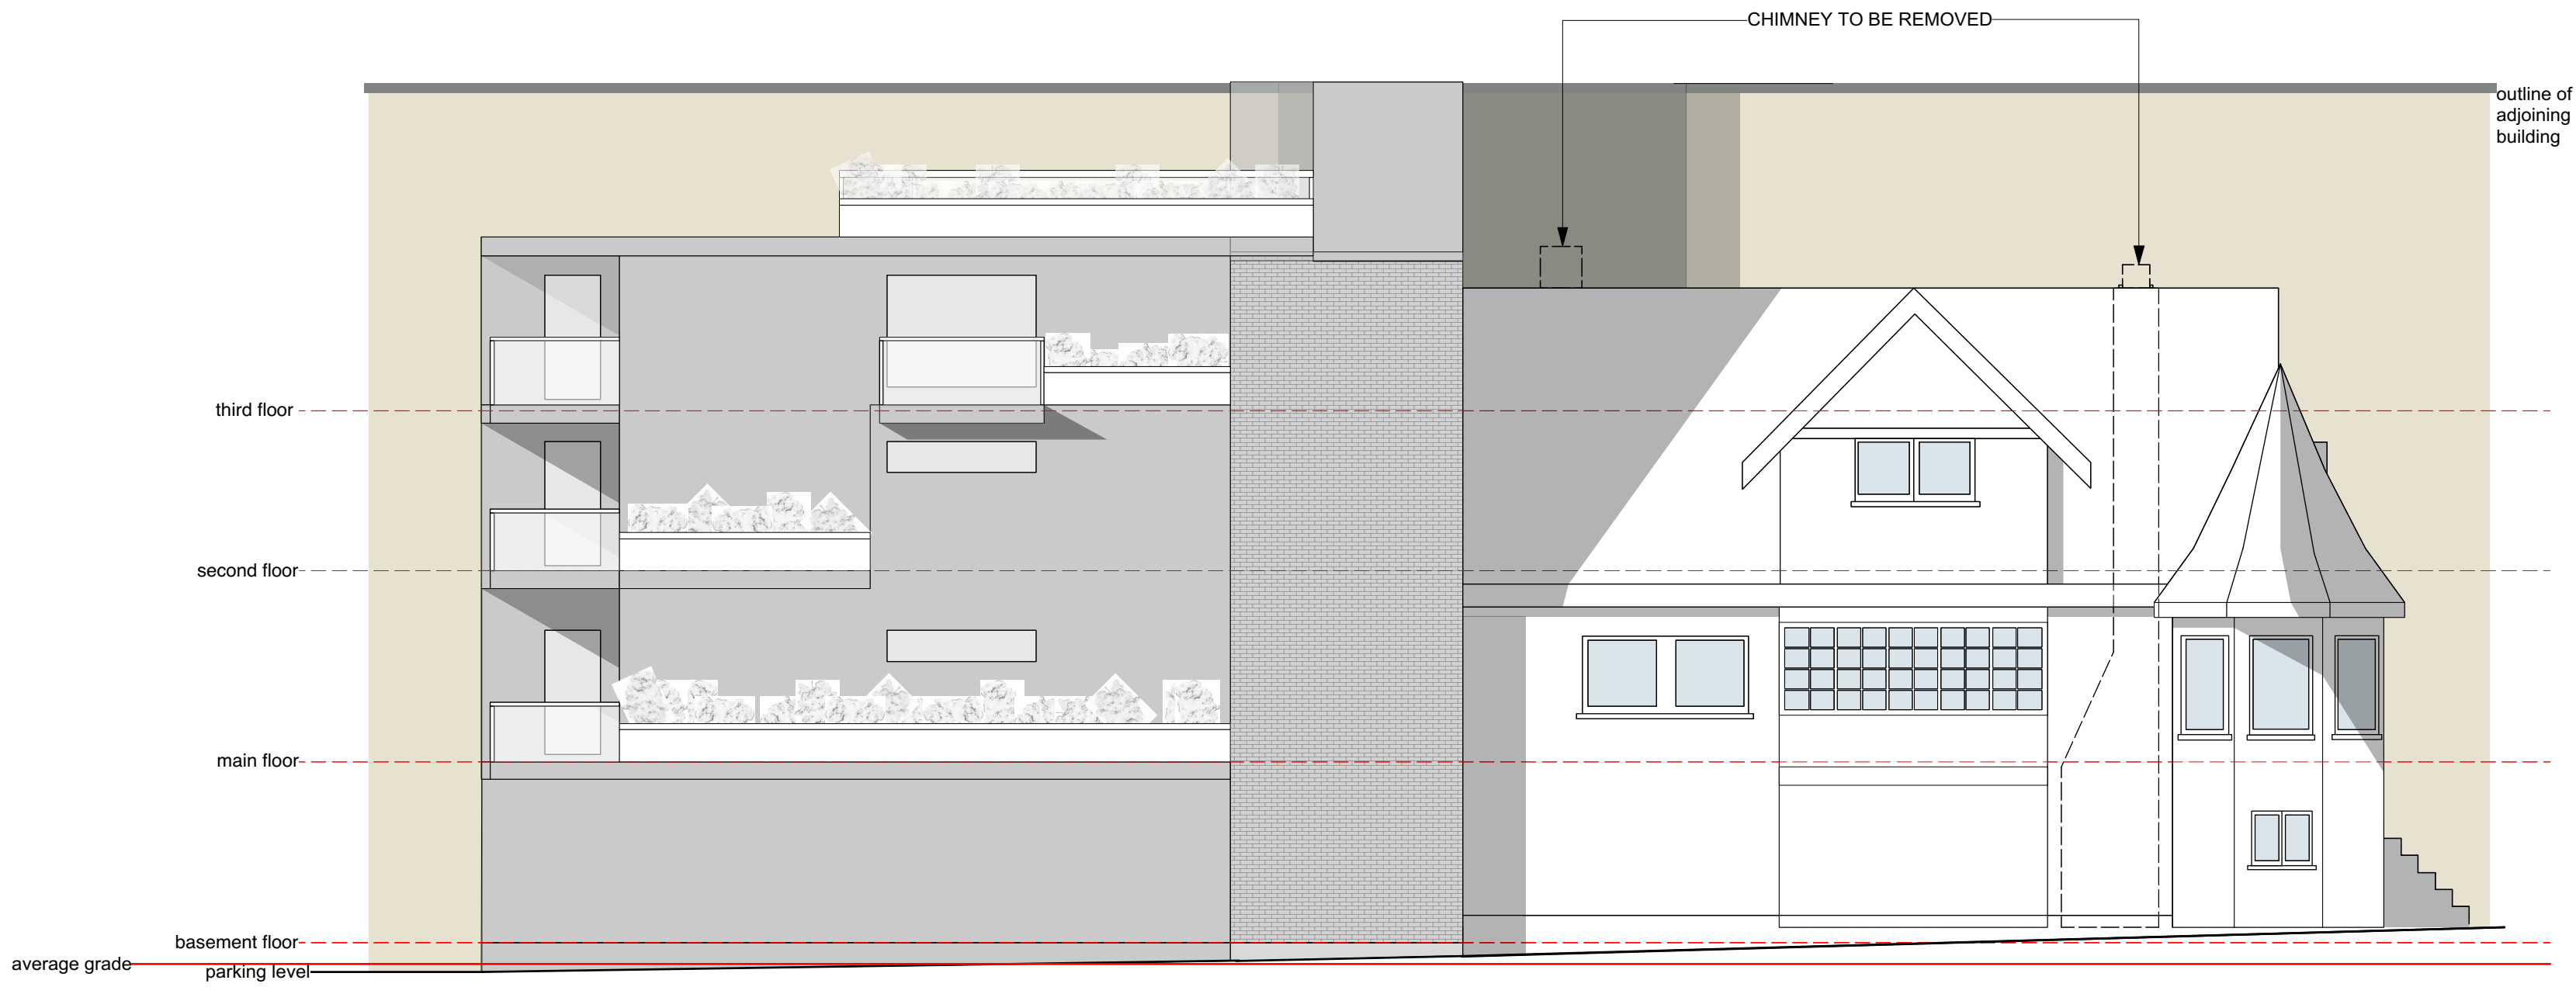 CHIMNEY TO BE REMOVED
outline of
adjoining
building
third floor
second floor
main floor
basement floor
average grade
parking level